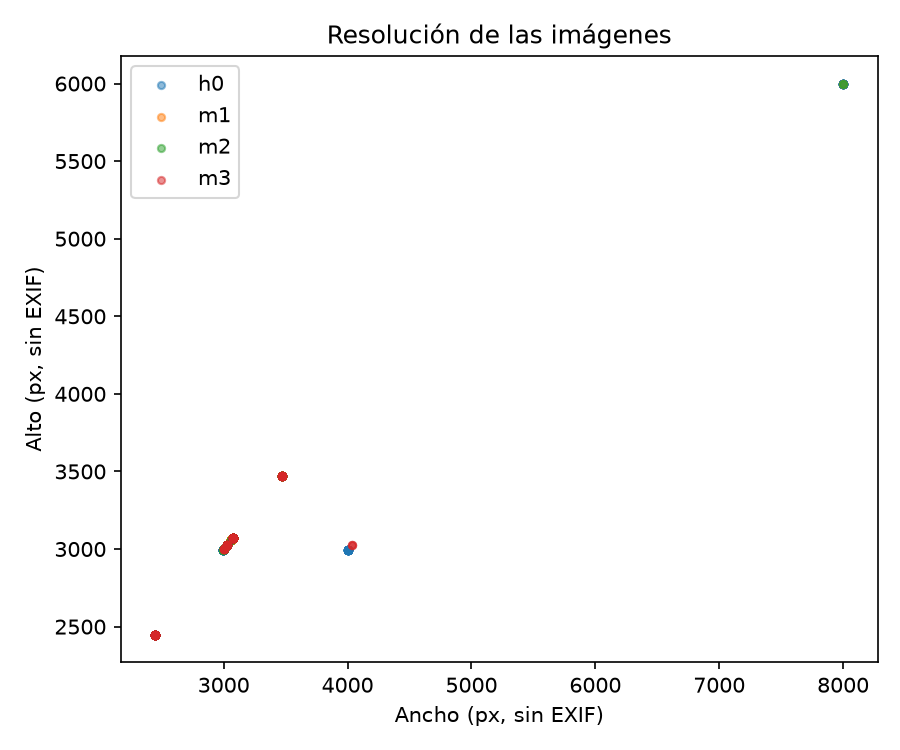 Resolución de las imágenes
h0
m1
m2
m3
6000
5500
5000
4500
4000
3500
3000
2500
Alto (px, sin EXIF)
3000 4000 5000 6000 7000 8000
Ancho (px, sin EXIF)